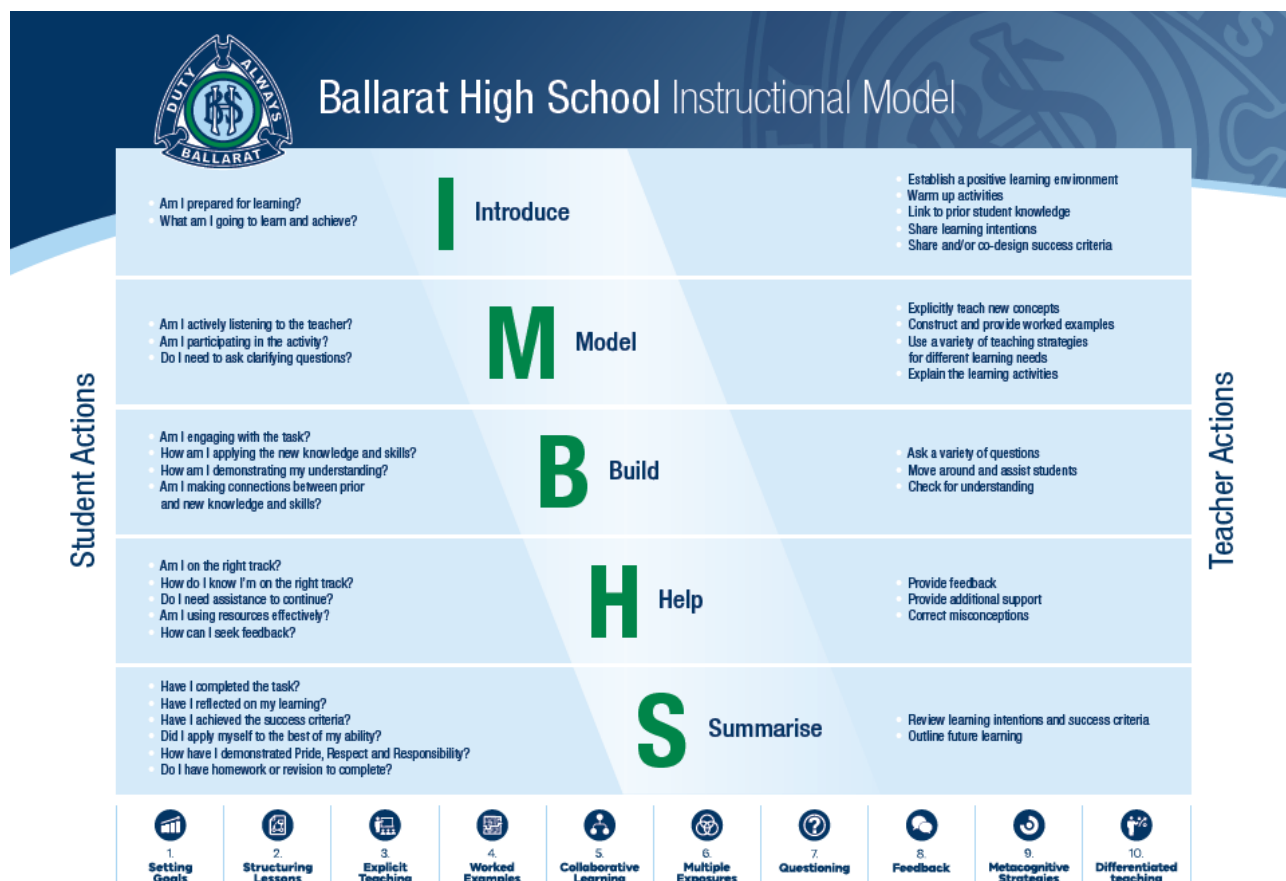 DUTY ALWAYS
BHS
BALLARAT
Ballarat High School Instructional Model
Student Actions
Teacher Actions
Am I prepared for learning?
What am I going to learn and achieve?
I Introduce
Establish a positive learning environment
Warm up activities
Link to prior student knowledge
Share learning intentions
Share and/or co-design success criteria
Am I actively listening to the teacher?
Am I participating in the activity?
Do I need to ask clarifying questions?
M Model
Explicitly teach new concepts
Construct and provide worked examples
Use a variety of teaching strategies
for different learning needs
Explain the learning activities
Am I engaging with the task?
How am I applying the new knowledge and skills?
How am I demonstrating my understanding?
Am I making connections between prior
and new knowledge and skills?
B Build
Ask a variety of questions
Move around and assist students
Check for understanding
Am I on the right track?
How do I know I'm on the right track?
Do I need assistance to continue?
Am I using resources effectively?
How can I seek feedback?
H Help
Provide feedback
Provide additional support
Correct misconceptions
Have I completed the task?
Have I reflected on my learning?
Have I achieved the success criteria?
Did I apply myself to the best of my ability?
How have I demonstrated Pride, Respect and Responsibility?
Do I have homework or revision to complete?
S Summarise
Review learning intentions and success criteria
Outline future learning
1.
Setting
Goals
2.
Structuring
Lessons
3.
Explicit
Teaching
4.
Worked
Examples
5.
Collaborative
Learning
6.
Multiple
Exposures
7.
Questioning
8.
Feedback
9.
Metacognitive
Strategies
10.
Differentiated
teaching